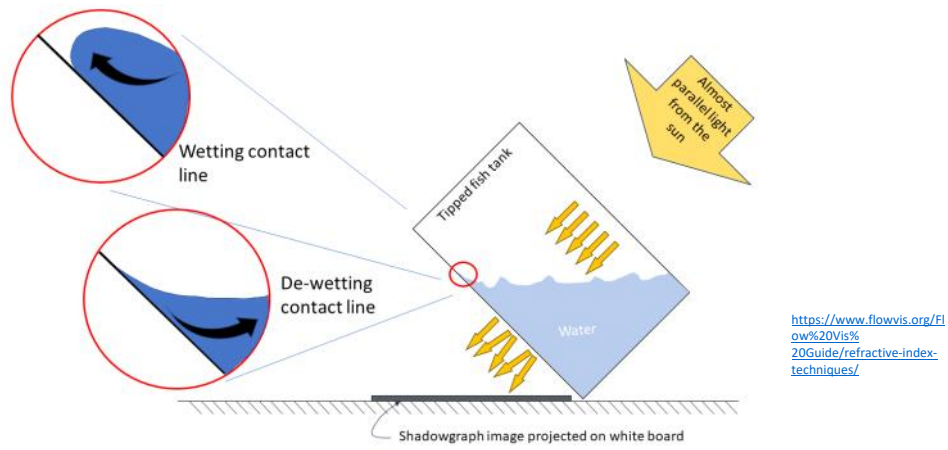 Wetting contact
line
De-wetting
contact line
Tipped fish tank
Almost
parallel light
from the
sun
Water
Shadowgraph image projected on white board
https://www.flowvis.org/Fl
ow%20Vis%
20Guide/refractive-index-
techniques/